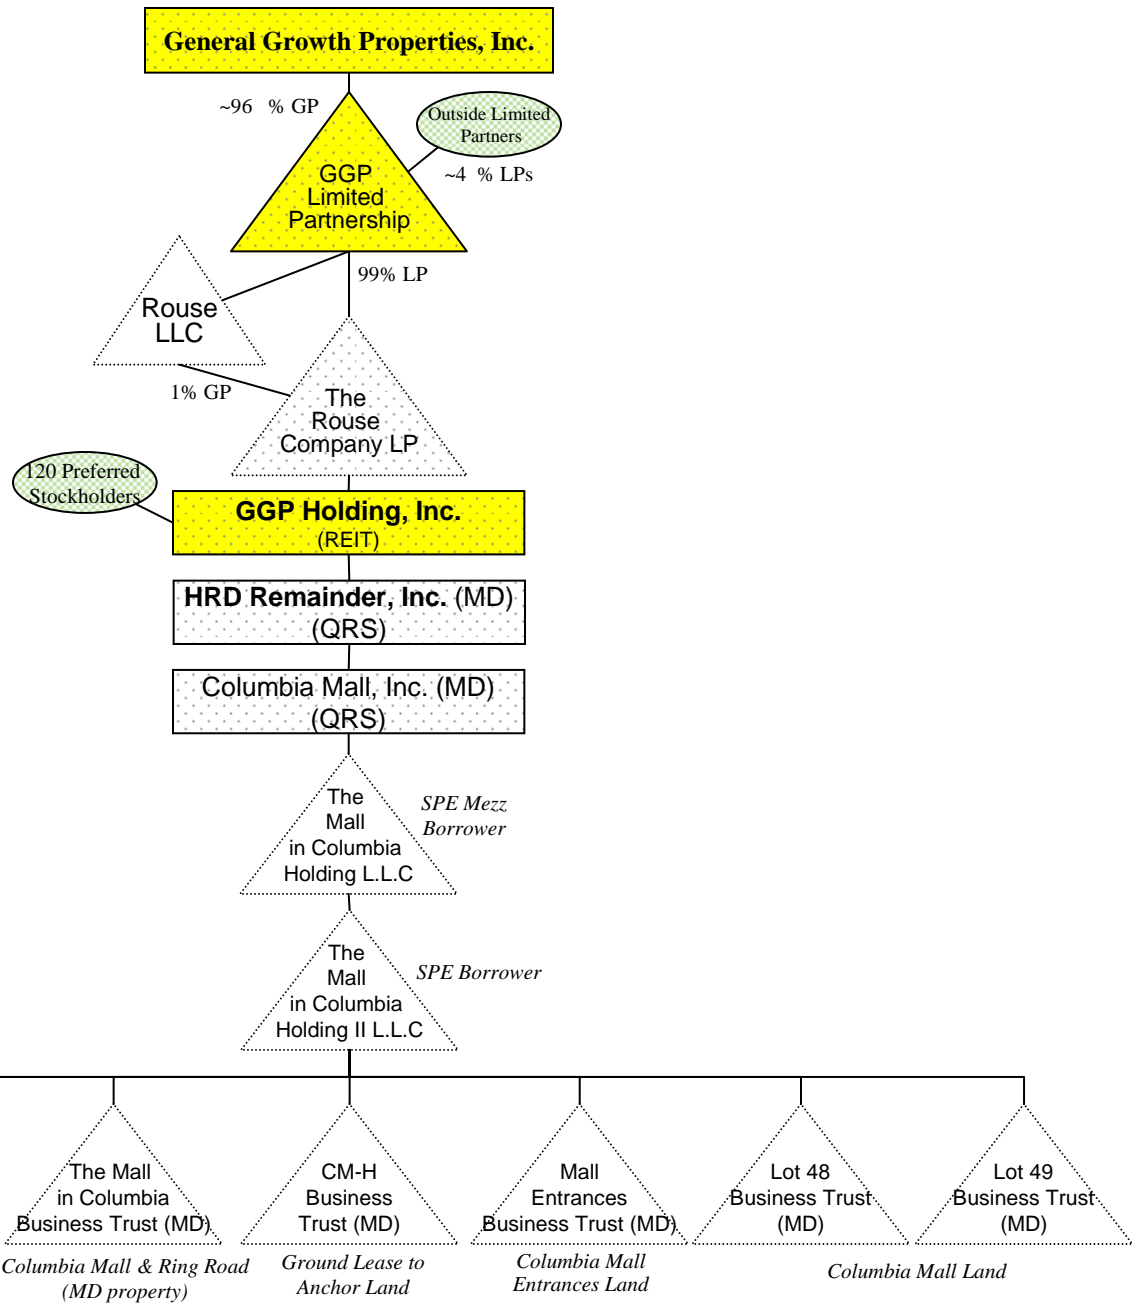 General Growth Properties, Inc.
~96 % GP
Outside Limited
Partners
~4 % LPs
GGP
Limited
Partnership
99% LP
Rouse
LLC
1% GP
The
Rouse
Company LP
120 Preferred
Stockholders
GGP Holding, Inc.
(REIT)
HRD Remainder, Inc. (MD)
(QRS)
Columbia Mall, Inc. (MD)
(QRS)
The
Mall
in Columbia
Holding L.L.C
SPE Mezz
Borrower
The
Mall
in Columbia
Holding II L.L.C
SPE Borrower
The Mall
in Columbia
Business Trust (MD)
Columbia Mall & Ring Road
(MD property)
CM-H
Business
Trust (MD)
Ground Lease to
Anchor Land
Mall
Entrances
Business Trust (MD)
Columbia Mall
Entrances Land
Lot 48
Business Trust
(MD)
Lot 49
Business Trust
(MD)
Columbia Mall Land